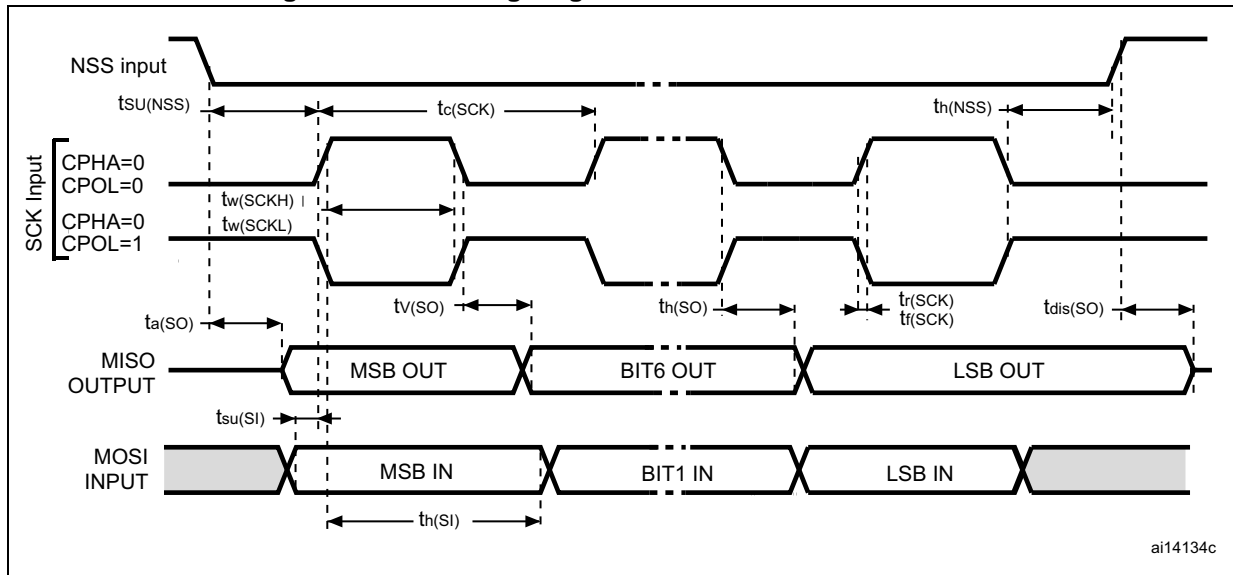 NSS input
tSU(NSS)
tc(SCK)
th(NSS)
SCK Input
CPHA=0
CPOL=0
tw(SCKH)
CPHA=0
CPOL=1
tw(SCKL)
ta(SO)
tV(SO)
th(SO)
tr(SCK)
tf(SCK)
tdis(SO)
MISO
OUTPUT
MSB OUT
BIT6 OUT
LSB OUT
tsu(SI)
MOSI
INPUT
MSB IN
BIT1 IN
LSB IN
th(SI)
ai14134c